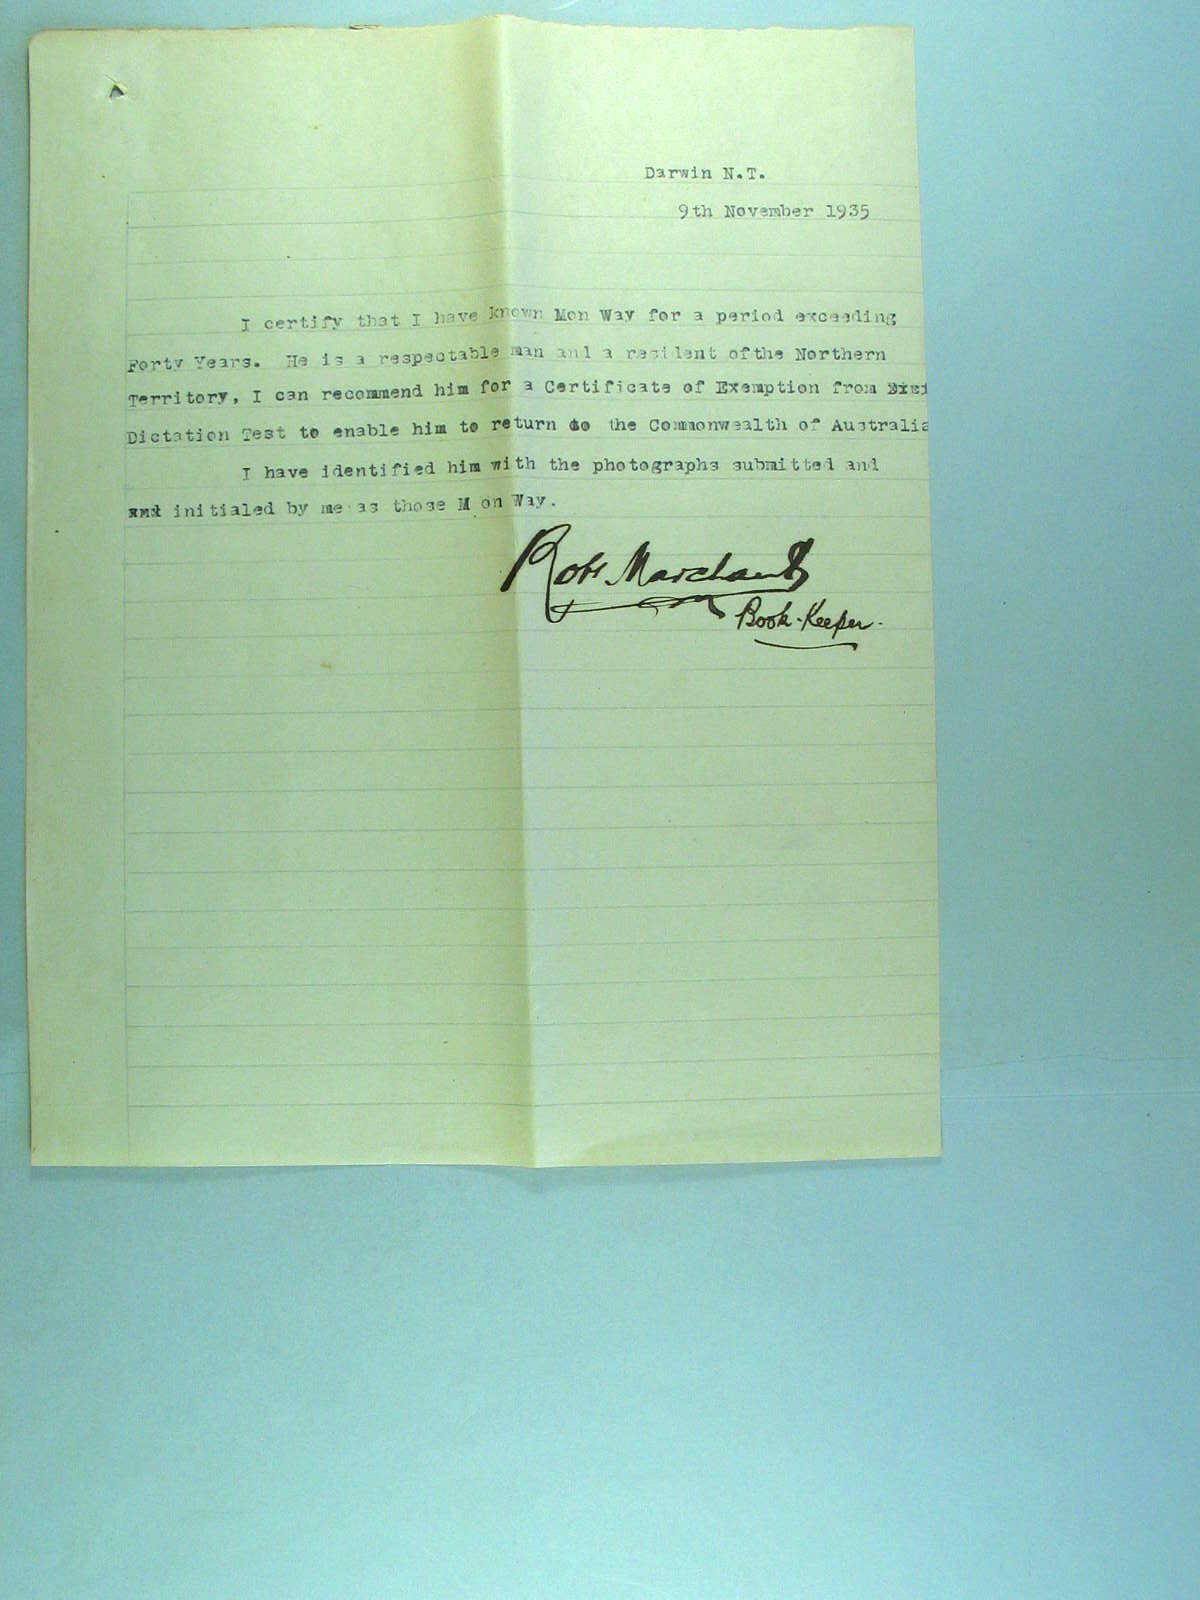 Darwin N.T.
9th November 1935
I certify that I have known Mon Way for a period exceeding
Forty Years. He is a respectable man and a resident ofthe Northern
Territory, I can recommend him for a Certificate of Exemption from
Dictation Test to enable him to return to the Commonwealth of Australia
I have identified him with the photographs submitted and
and initialed by me as those M on Way.
Robt Marchant
Book-Keeper.